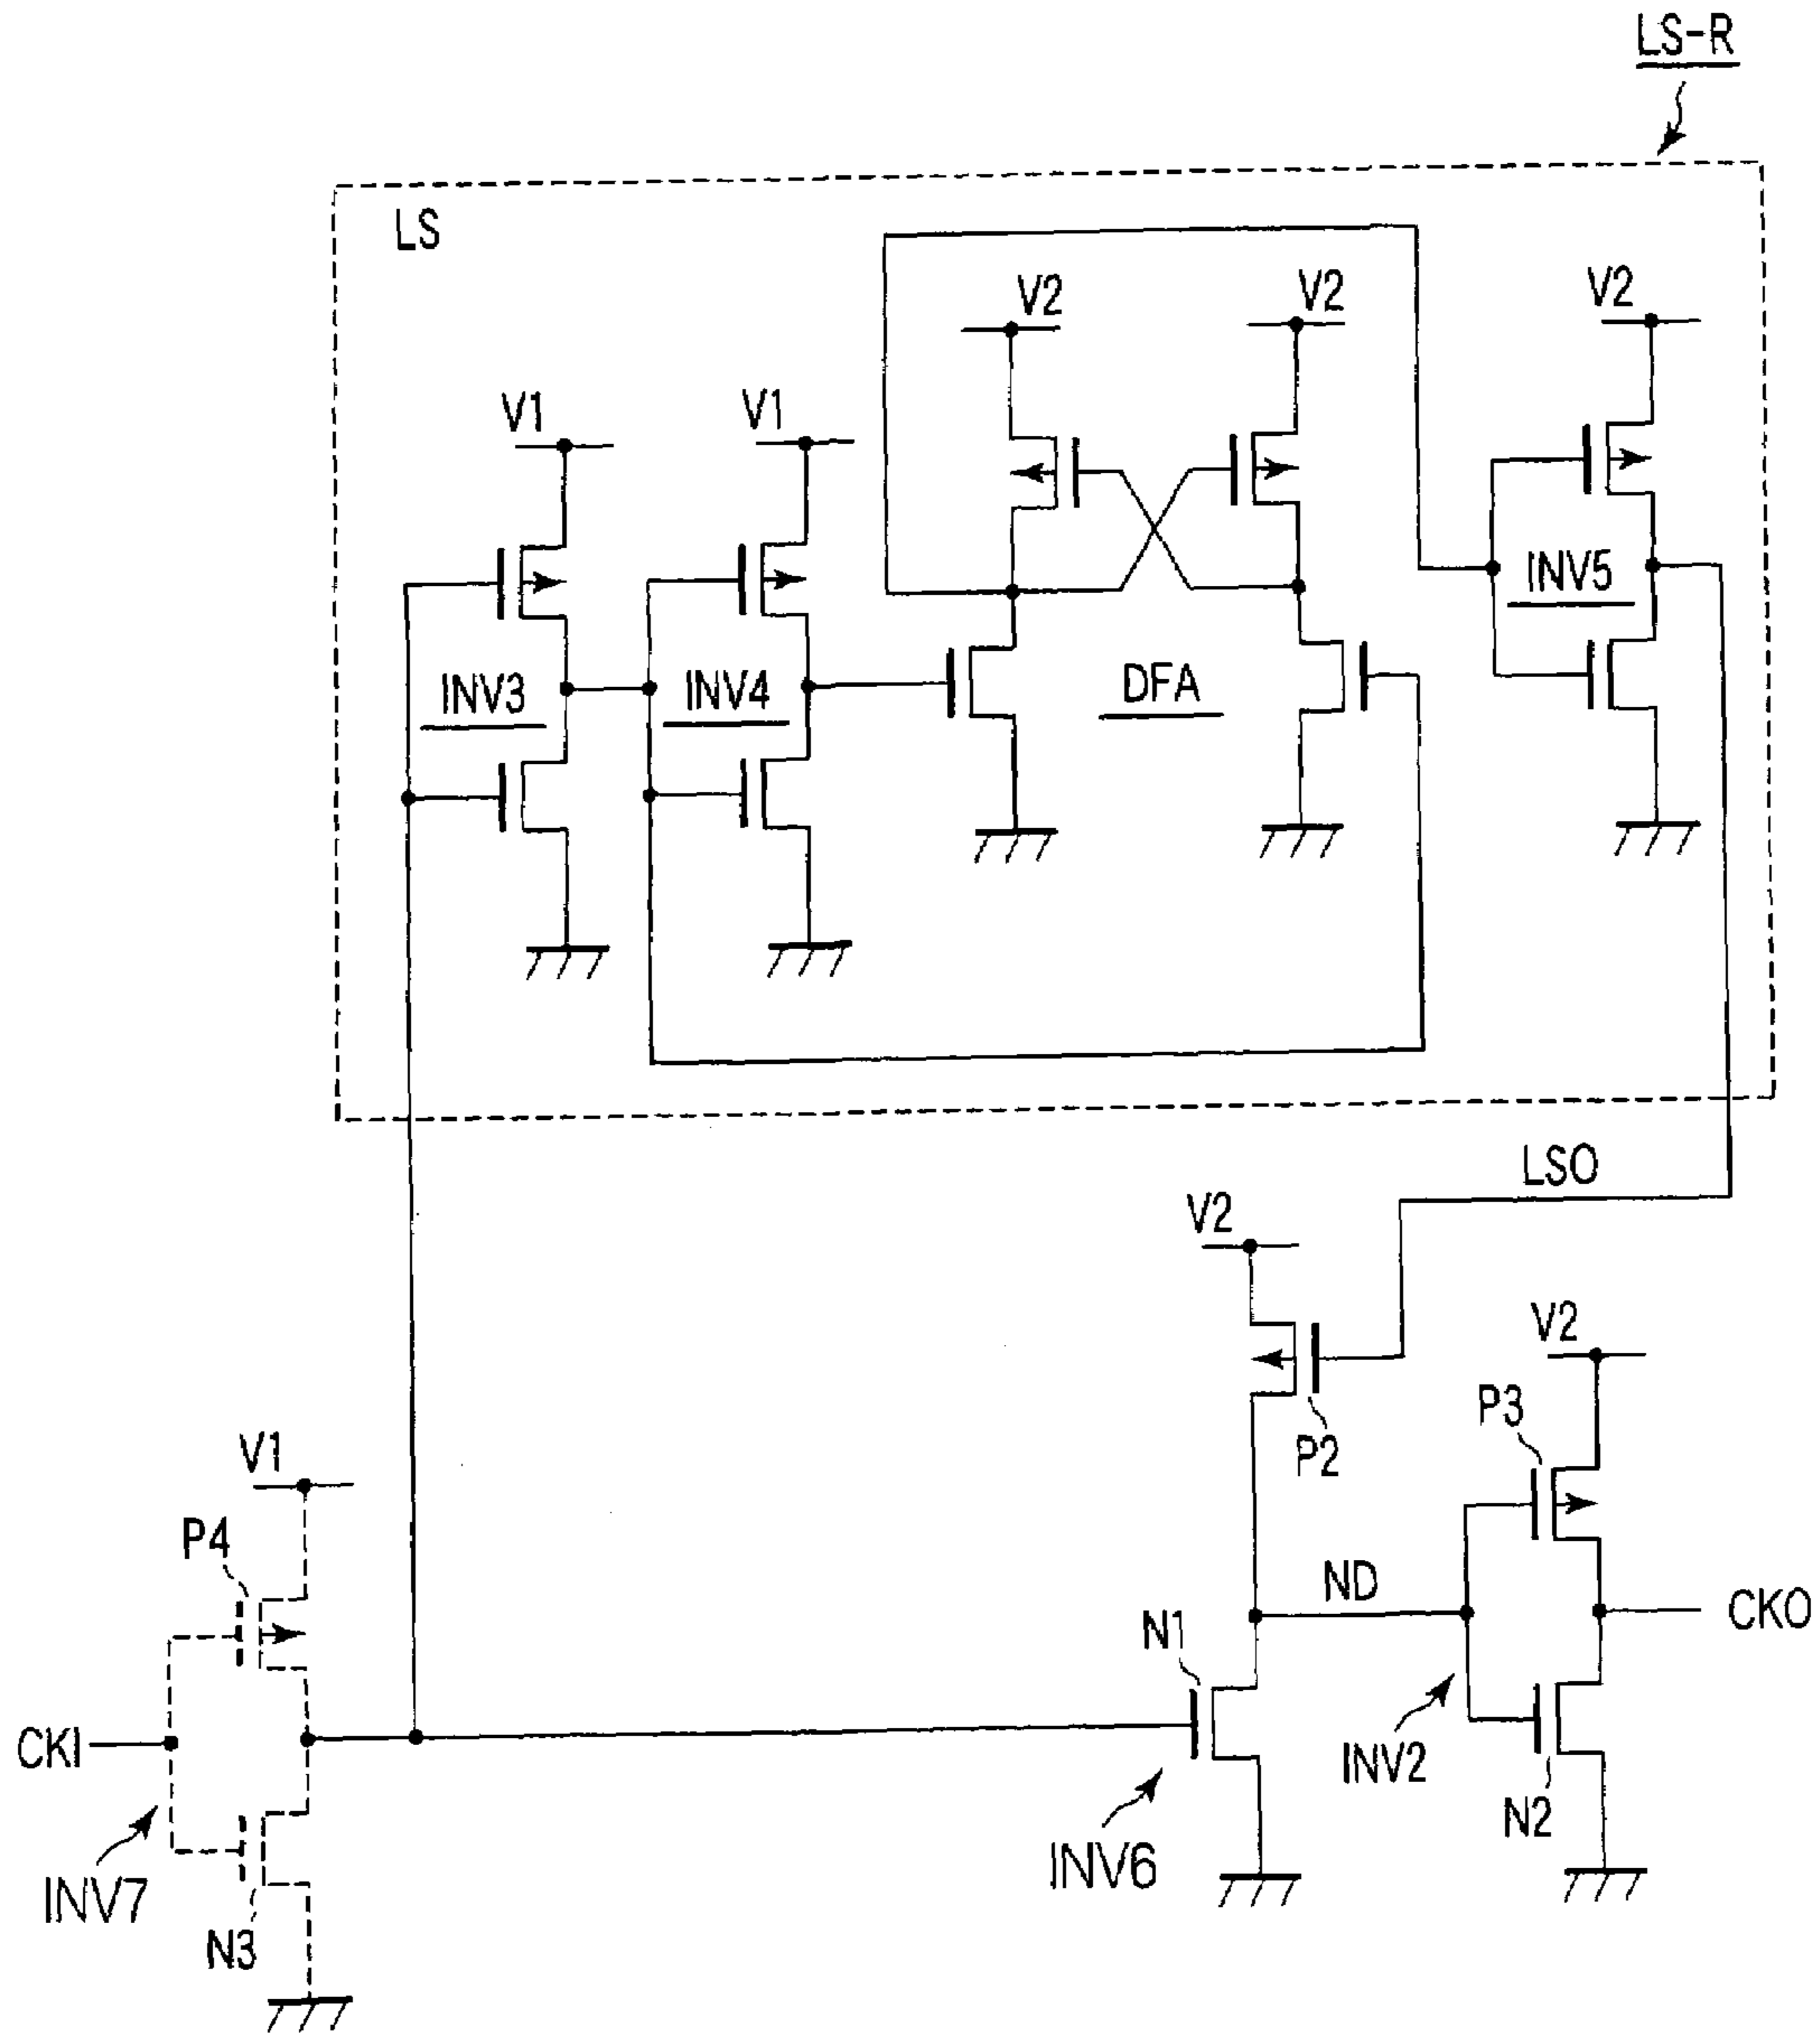 LS-R
LS
V2
V2
V2
V1
V1
INV5
INV3
INV4
DFA
LSO
V2
V2
P3
P2
V1
P4
ND
N1
CKO
CKI
INV2
N2
INV6
INV7
N3